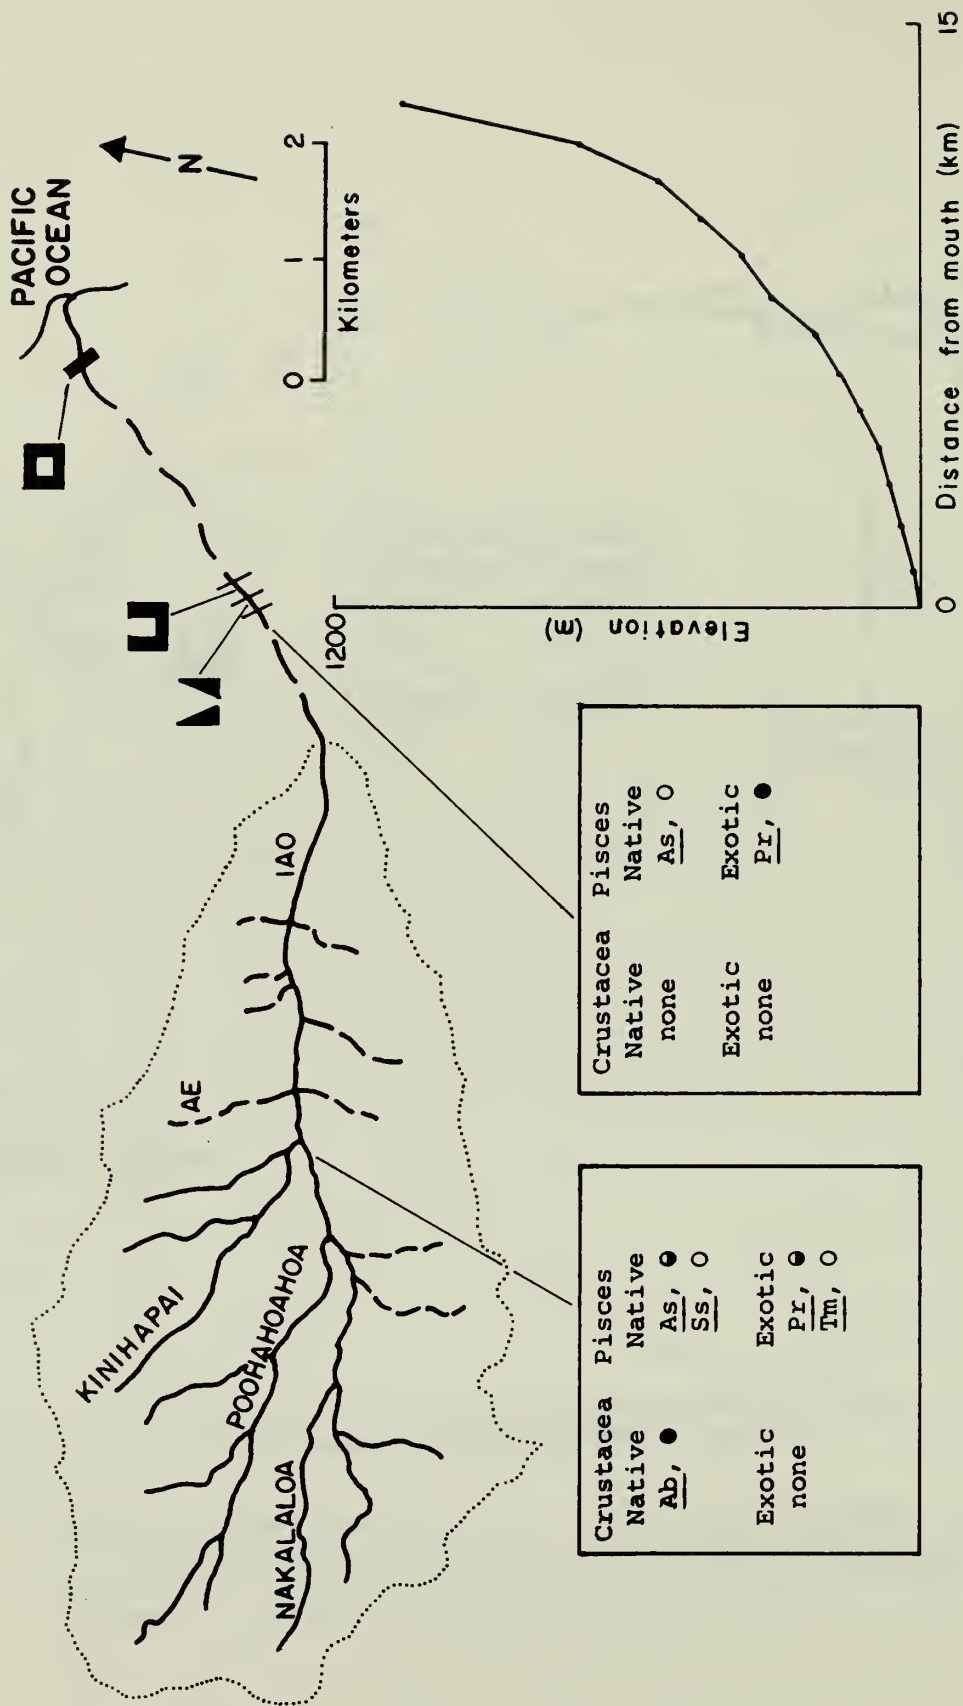 PACIFIC
OCEAN
N
0 1 2
Kilometers
KINIHAPAI
POOHAHOAHOA
NAKALALOA
AE
IAO
Crustacea Pisces
Native Native
Ab, ● As, ◒
Ss, ○
Exotic Exotic
none Pr, ◒
Tm, ○
Crustacea Pisces
Native Native
none As, ○
Exotic Exotic
none Pr, ●
1200
Elevation (m)
0 15
Distance from mouth (km)